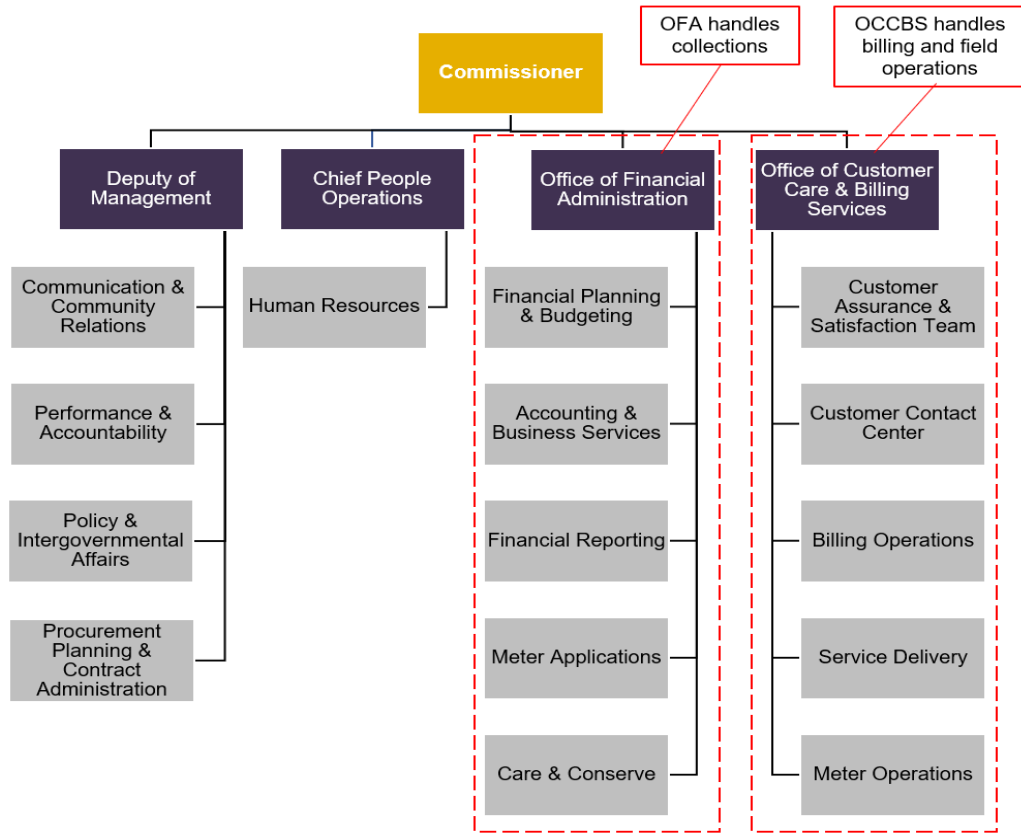 OFA handles
collections
OCCBS handles
billing and field
operations
Commissioner
Deputy of
Management
Chief People
Operations
Office of Financial
Administration
Office of Customer
Care & Billing
Services
Communication &
Community
Relations
Performance &
Accountability
Policy &
Intergovernmental
Affairs
Procurement
Planning &
Contract
Administration
Human Resources
Financial Planning
& Budgeting
Accounting &
Business Services
Financial Reporting
Meter Applications
Care & Conserve
Customer
Assurance &
Satisfaction Team
Customer Contact
Center
Billing Operations
Service Delivery
Meter Operations